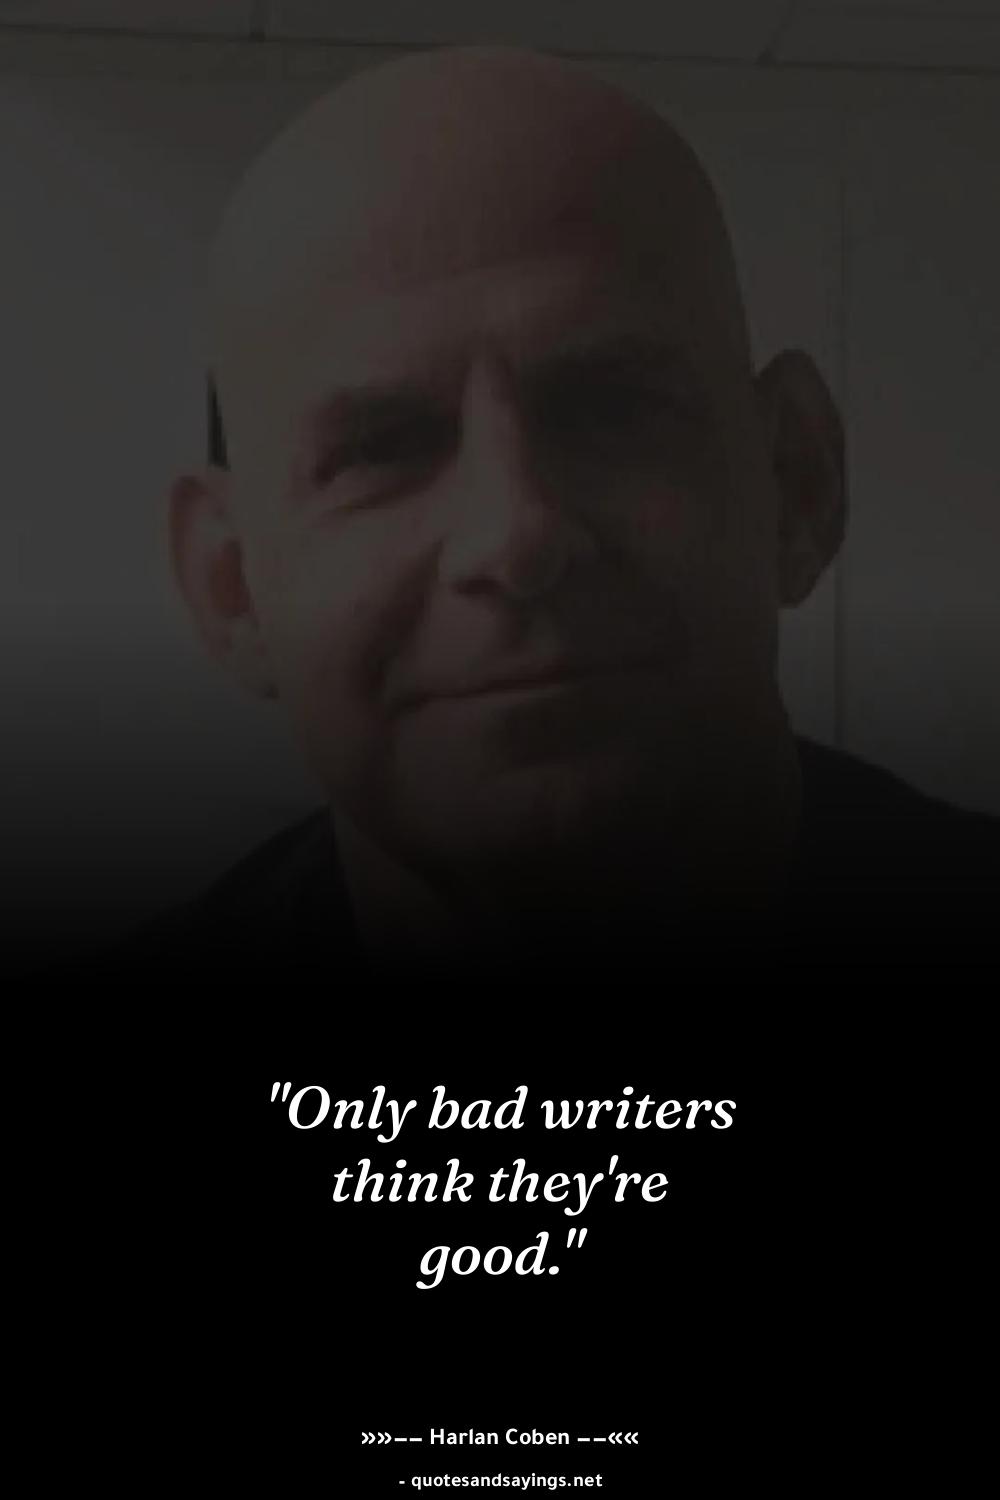 "Only bad writers
think they're
good."
»»–– Harlan Coben ––««
- quotesandsayings.net